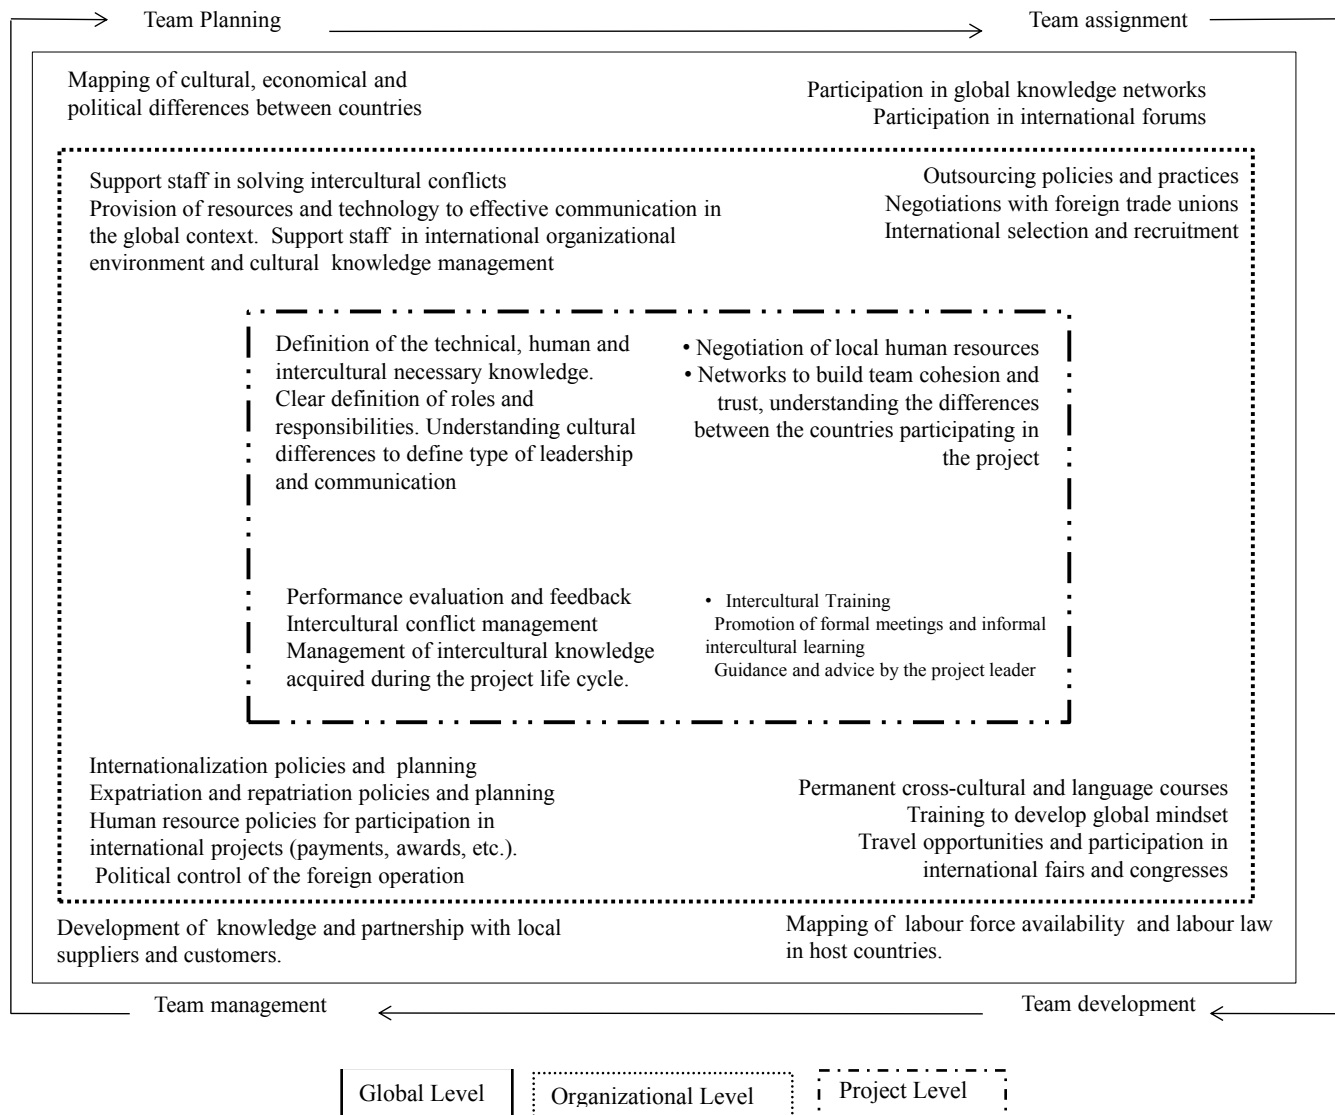 Team Planning
Team assignment
Mapping of cultural, economical and
political differences between countries
Participation in global knowledge networks
Participation in international forums
Support staff in solving intercultural conflicts
Provision of resources and technology to effective communication in
the global context. Support staff in international organizational
environment and cultural knowledge management
Outsourcing policies and practices
Negotiations with foreign trade unions
International selection and recruitment
Definition of the technical, human and
intercultural necessary knowledge.
Clear definition of roles and
responsibilities. Understanding cultural
differences to define type of leadership
and communication
• Negotiation of local human resources
• Networks to build team cohesion and
trust, understanding the differences
between the countries participating in
the project
Performance evaluation and feedback
Intercultural conflict management
Management of intercultural knowledge
acquired during the project life cycle.
• Intercultural Training
Promotion of formal meetings and informal
intercultural learning
Guidance and advice by the project leader
Internationalization policies and planning
Expatriation and repatriation policies and planning
Human resource policies for participation in
international projects (payments, awards, etc.).
Political control of the foreign operation
Permanent cross-cultural and language courses
Training to develop global mindset
Travel opportunities and participation in
international fairs and congresses
Development of knowledge and partnership with local
suppliers and customers.
Mapping of labour force availability and labour law
in host countries.
Team management
Team development
Global Level
Organizational Level
Project Level